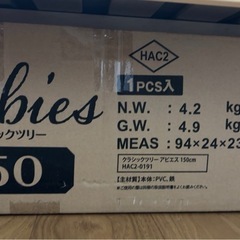 HAC2
1PCS入
bies
N.W. : 4.2 kg
シックツリー
G.W. : 4.9 kg
MEAS : 94×24×23
50
クラシックツリー アビエス 150cm
HAC2-0191
【主材質】本体:PVC、鉄